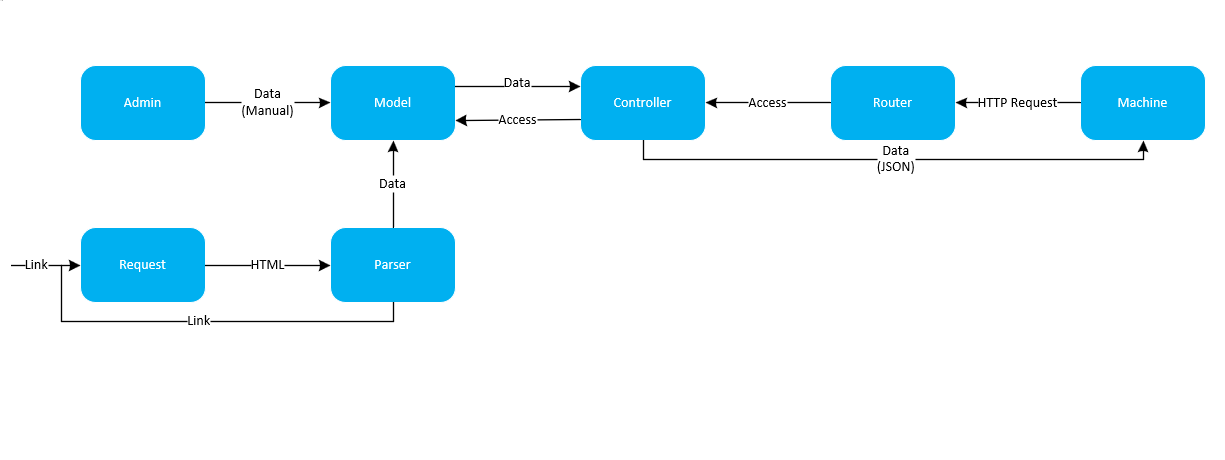 Admin
Data
(Manual)
Model
Data
Access
Controller
Access
Router
HTTP Request
Machine
Data
(JSON)
Data
Link
Request
HTML
Parser
Link